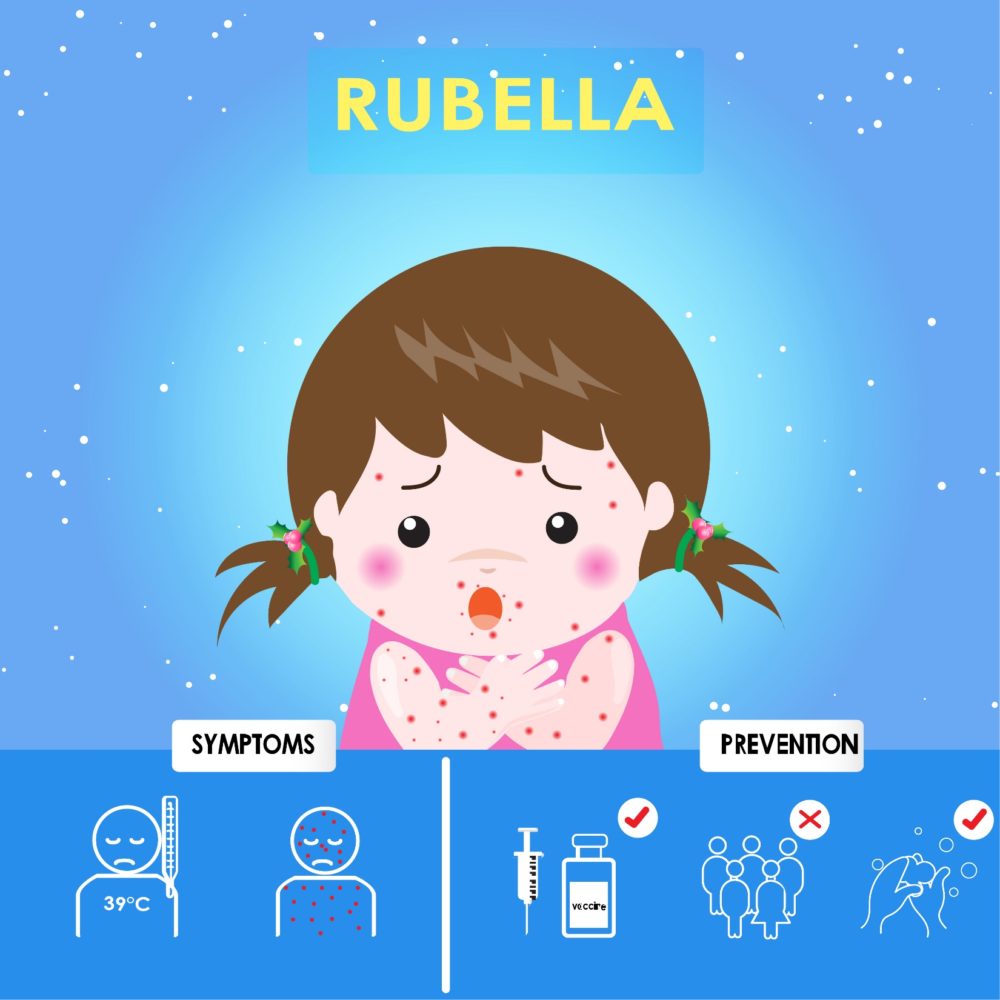 RUBELLA
SYMPTOMS
PREVENTION
39°C
vaccine